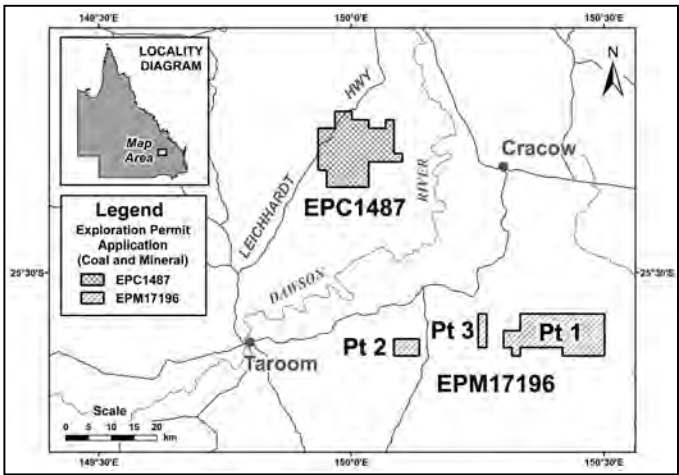 149°30'E
150°0'E
150°30'E
LOCALITY
DIAGRAM
Map
Area
N
HWY
LEICHHARDT
RIVER
DAWSON
Cracow
EPC1487
Legend
Exploration Permit
Application
(Coal and Mineral)
EPC1487
EPM17196
25°30'S
25°30'S
Pt 2
Pt 3
Pt 1
Taroom
EPM17196
Scale
0 5 10 15 20
km
149°30'E
150°0'E
150°30'E